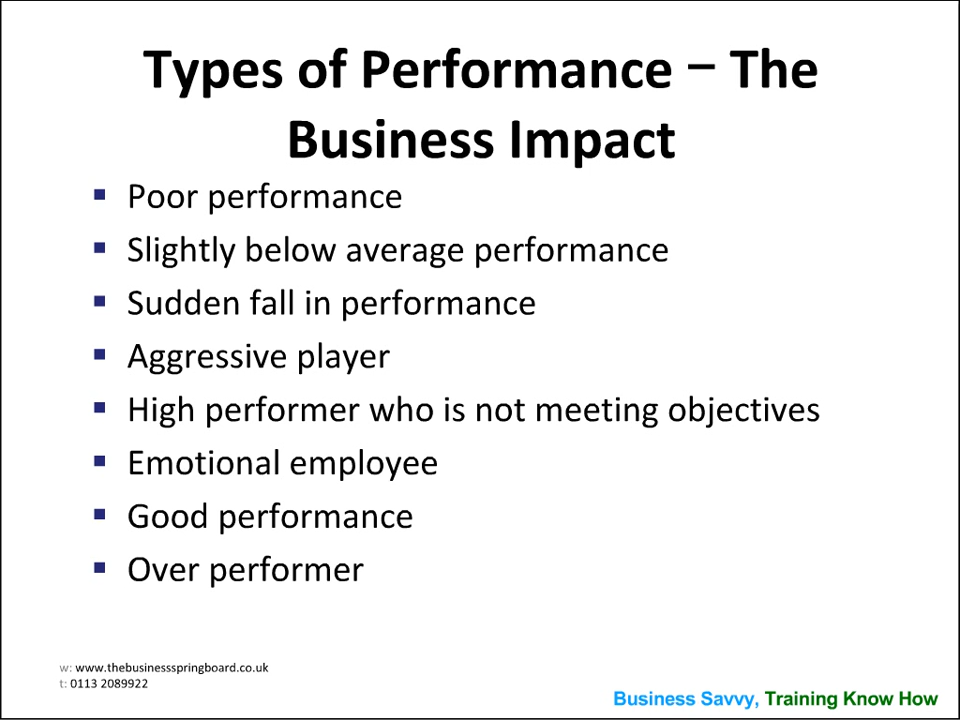 Types of Performance – The
Business Impact
▪ Poor performance
▪ Slightly below average performance
▪ Sudden fall in performance
▪ Aggressive player
▪ High performer who is not meeting objectives
▪ Emotional employee
▪ Good performance
▪ Over performer
w: www.thebusinessspringboard.co.uk
t: 0113 2089922
Business Savvy, Training Know How